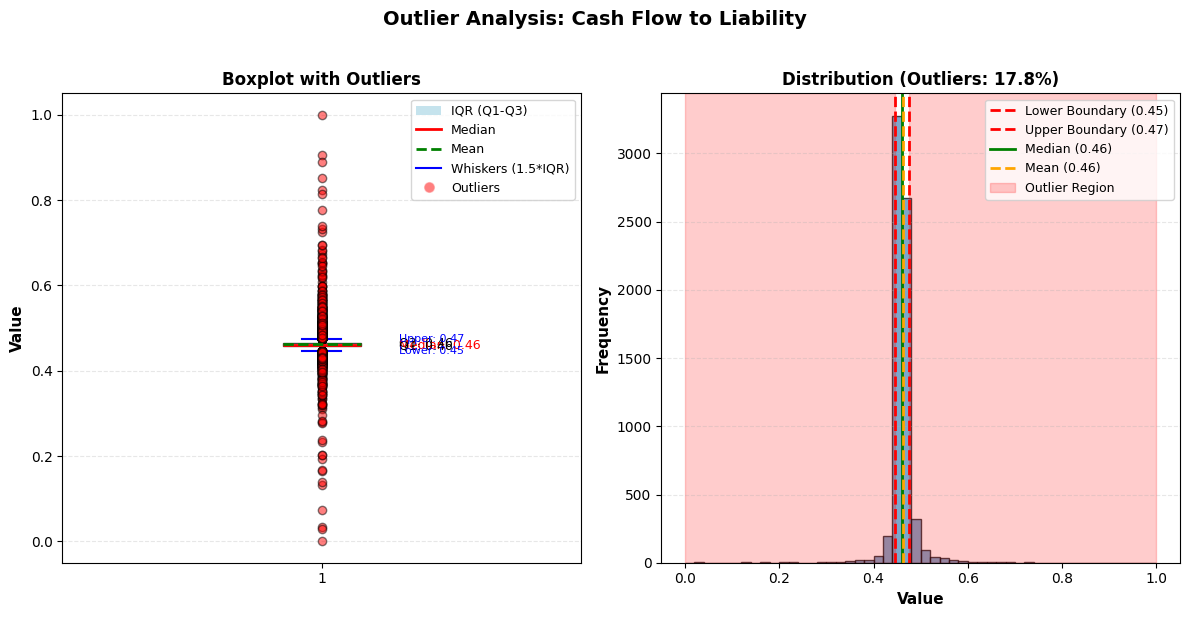 Outlier Analysis: Cash Flow to Liability
Boxplot with Outliers
Value
1.0
0.8
0.6
0.4
0.2
0.0
1
IQR (Q1-Q3)
Median
Mean
Whiskers (1.5*IQR)
Outliers
Upper: 0.47
0.46
Lower: 0.45
Distribution (Outliers: 17.8%)
Frequency
3000
2500
2000
1500
1000
500
0
0.0 0.2 0.4 0.6 0.8 1.0
Value
Lower Boundary (0.45)
Upper Boundary (0.47)
Median (0.46)
Mean (0.46)
Outlier Region